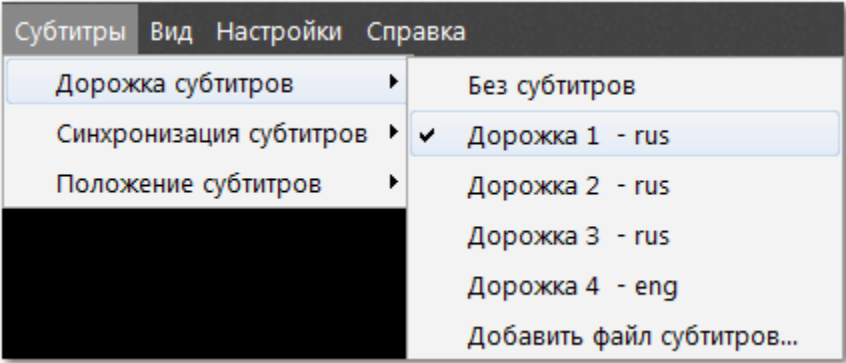 Субтитры Вид Настройки Справка
Дорожка субтитров
Синхронизация субтитров
Положение субтитров
Без субтитров
Дорожка 1 - rus
Дорожка 2 - rus
Дорожка 3 - rus
Дорожка 4 - eng
Добавить файл субтитров...